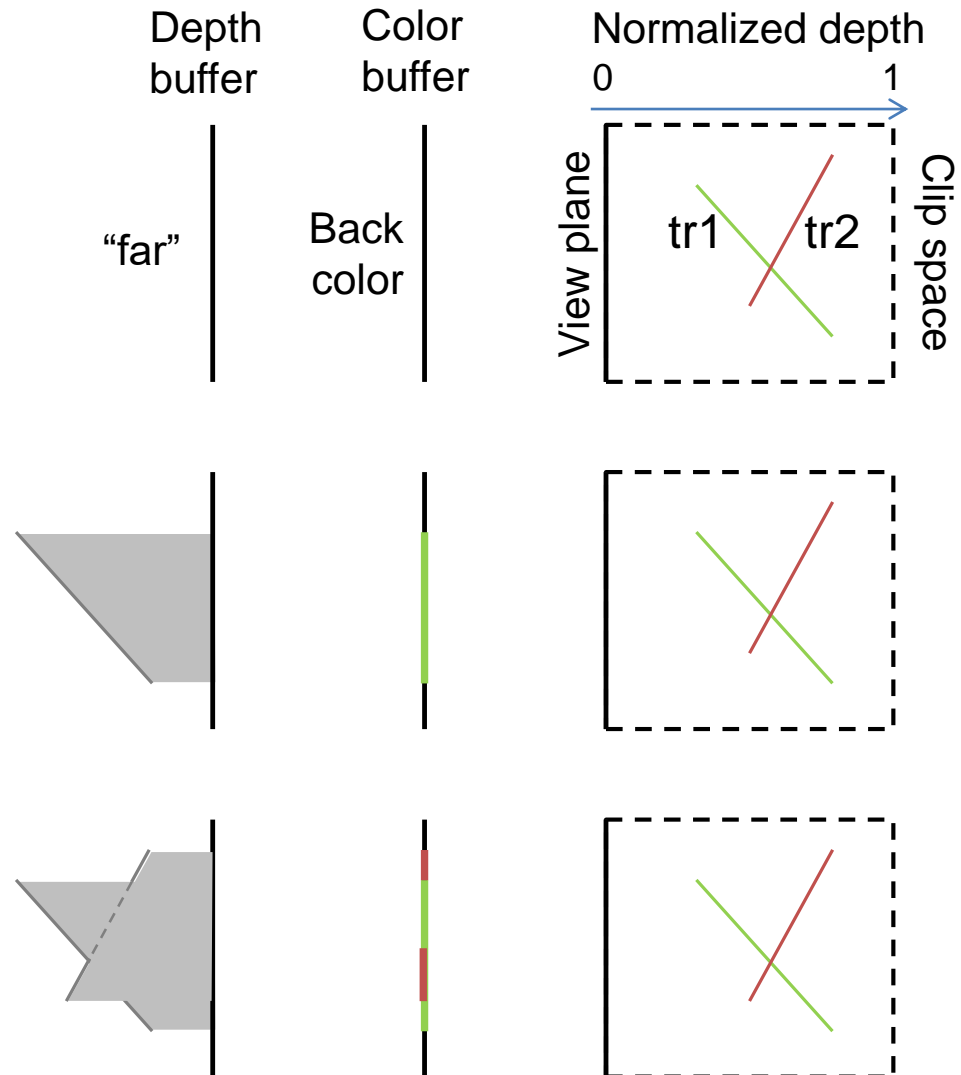 Depth
buffer
Color
buffer
Normalized depth
0
1
“far”
Back
color
View plane
tr1
tr2
Clip space